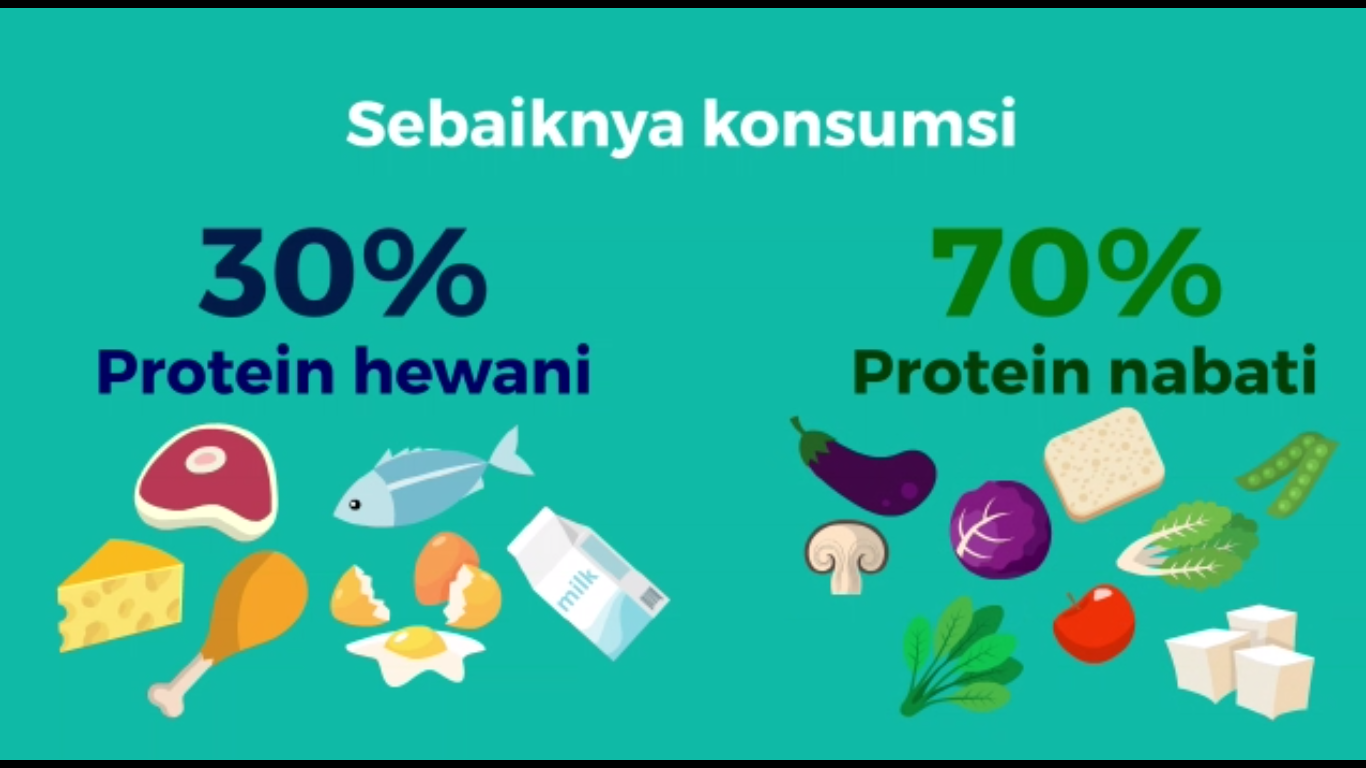 Sebaiknya konsumsi
30%
Protein hewani
70%
Protein nabati
milk